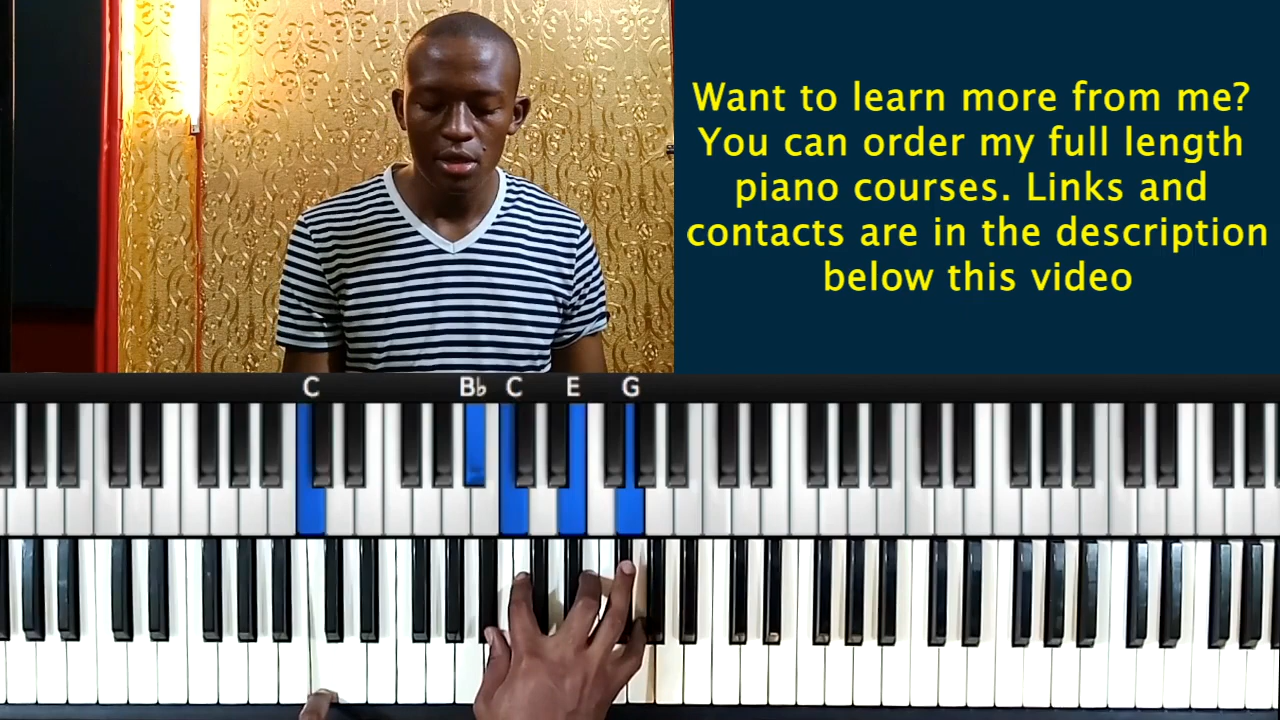 Want to learn more from me?
You can order my full length
piano courses. Links and
contacts are in the description
below this video
C B♭ C E G